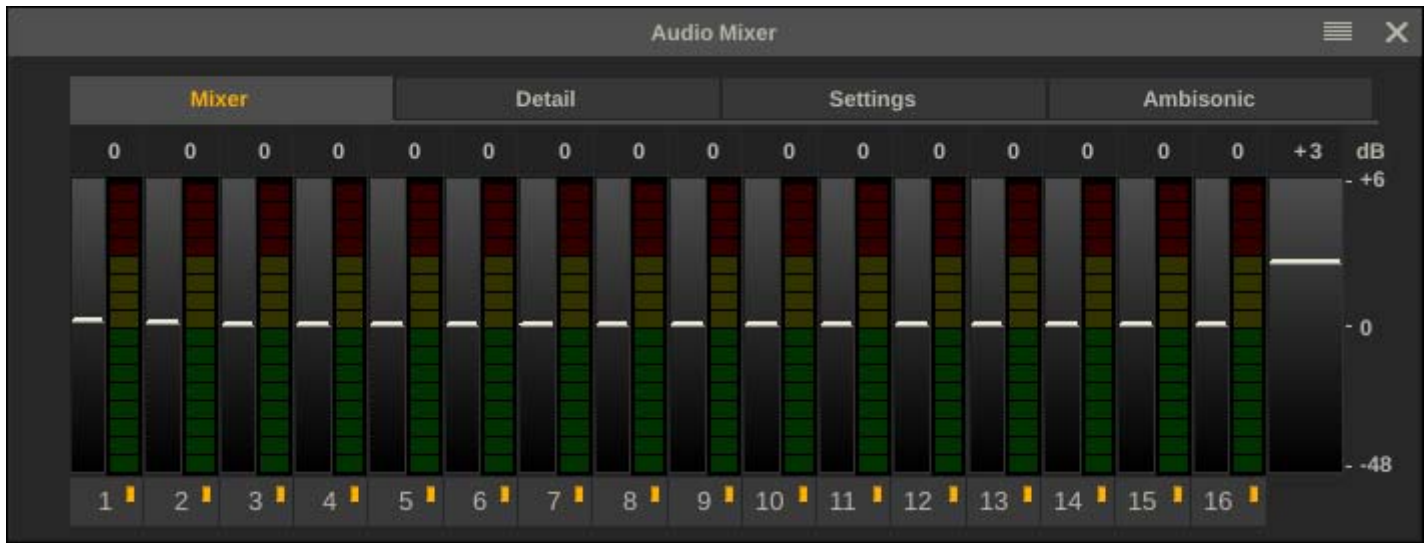 Audio Mixer
Mixer Detail Settings Ambisonic
0 0 0 0 0 0 0 0 0 0 0 0 0 0 0 0 +3 dB
- +6
- 0
- -48
1 2 3 4 5 6 7 8 9 10 11 12 13 14 15 16